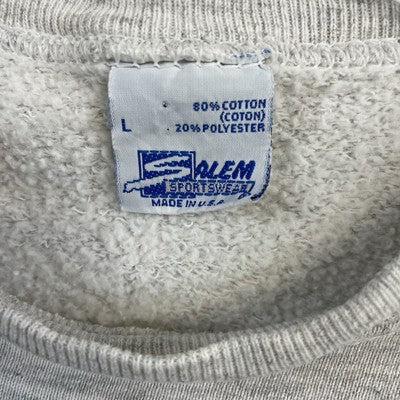 80% COTTON
(COTON)
L 20% POLYESTER
SALEM
SPORTSWEAR
MADE IN U.S.A.